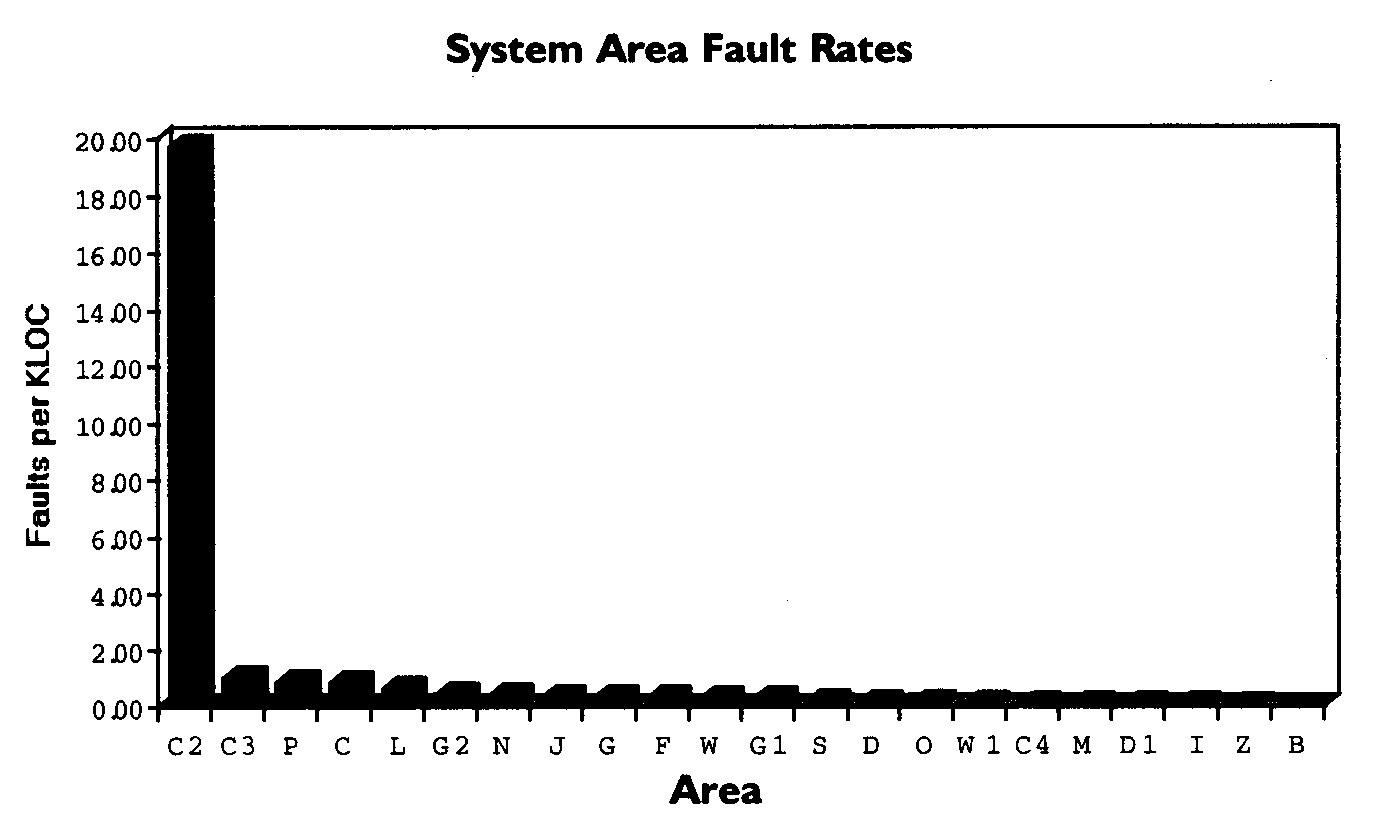 System Area Fault Rates
20.00
18.00
16.00
14.00
12.00
10.00
8.00
6.00
4.00
2.00
0.00
Faults per KLOC
C2 C3 P C L G2 N J G F W G1 S D O W1 C4 M D1 I Z B
Area